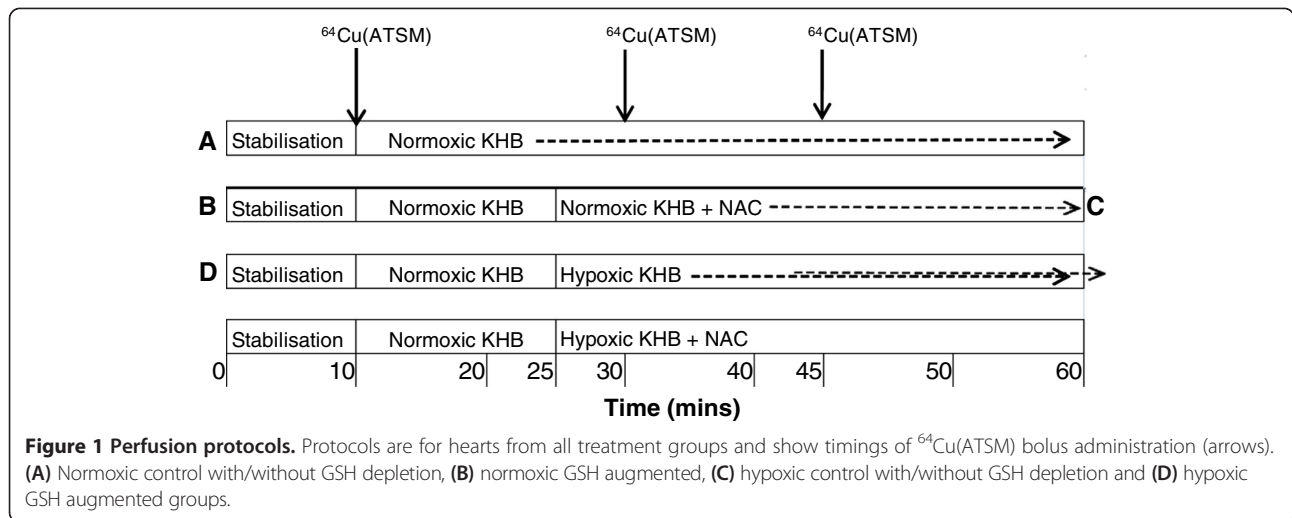 ⁶⁴Cu(ATSM) ⁶⁴Cu(ATSM) ⁶⁴Cu(ATSM)
A Stabilisation Normoxic KHB
B Stabilisation Normoxic KHB Normoxic KHB + NAC C
D Stabilisation Normoxic KHB Hypoxic KHB
Stabilisation Normoxic KHB Hypoxic KHB + NAC
0 10 20 25 30 40 45 50 60
Time (mins)
Figure 1 Perfusion protocols. Protocols are for hearts from all treatment groups and show timings of ⁶⁴Cu(ATSM) bolus administration (arrows).
(A) Normoxic control with/without GSH depletion, (B) normoxic GSH augmented, (C) hypoxic control with/without GSH depletion and (D) hypoxic
GSH augmented groups.